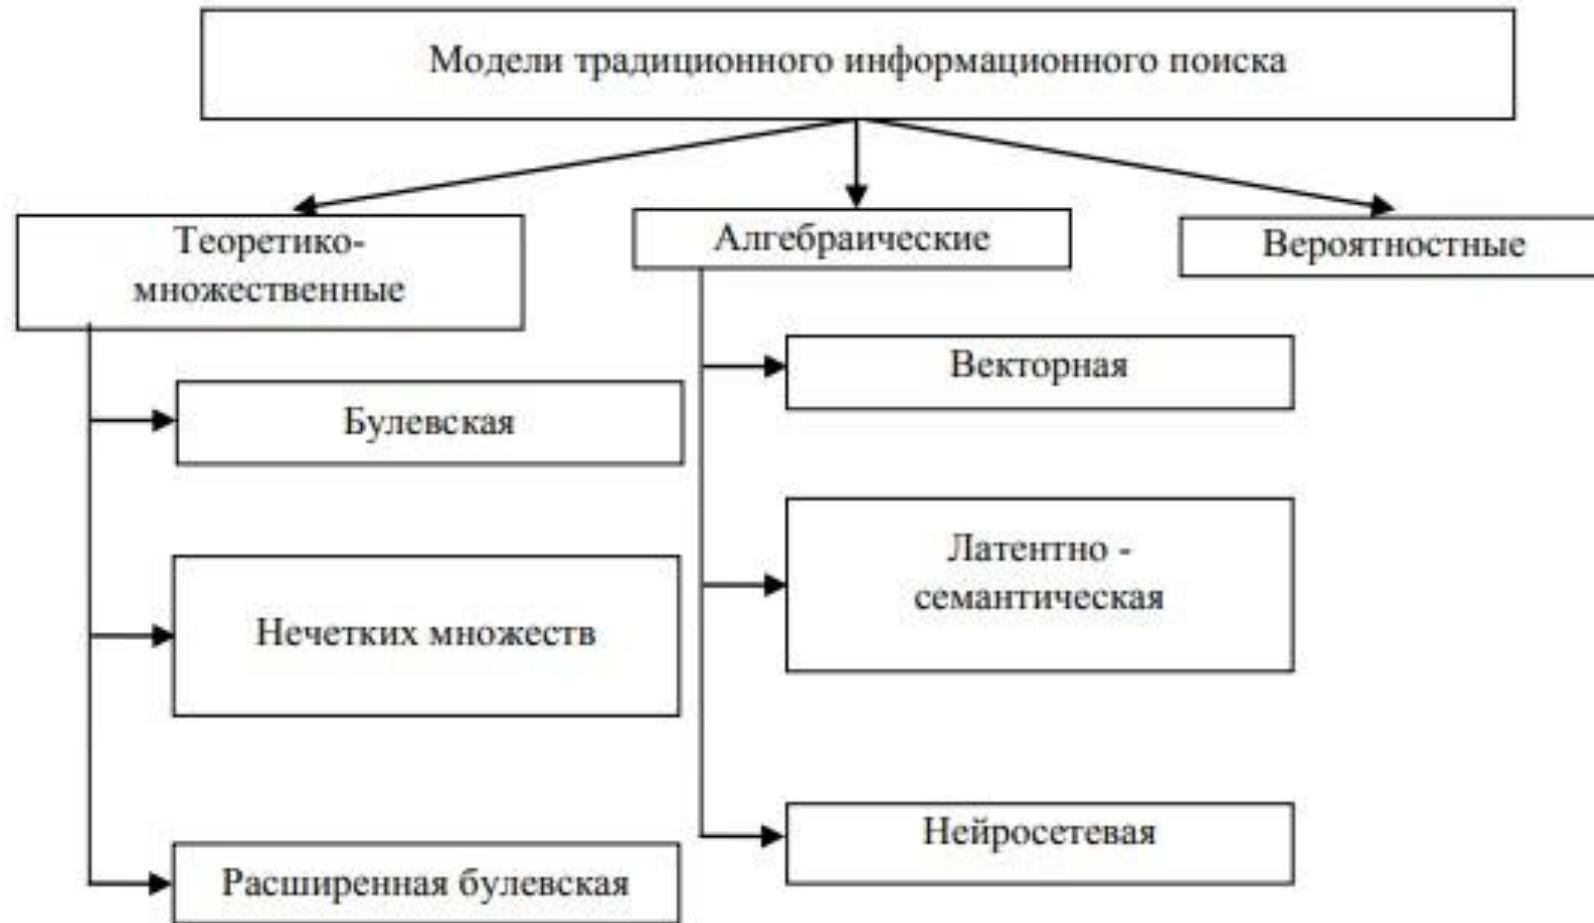 Модели традиционного информационного поиска
Теоретико-
множественные
Алгебраические
Вероятностные
Булевская
Нечетких множеств
Расширенная булевская
Векторная
Латентно -
семантическая
Нейросетевая